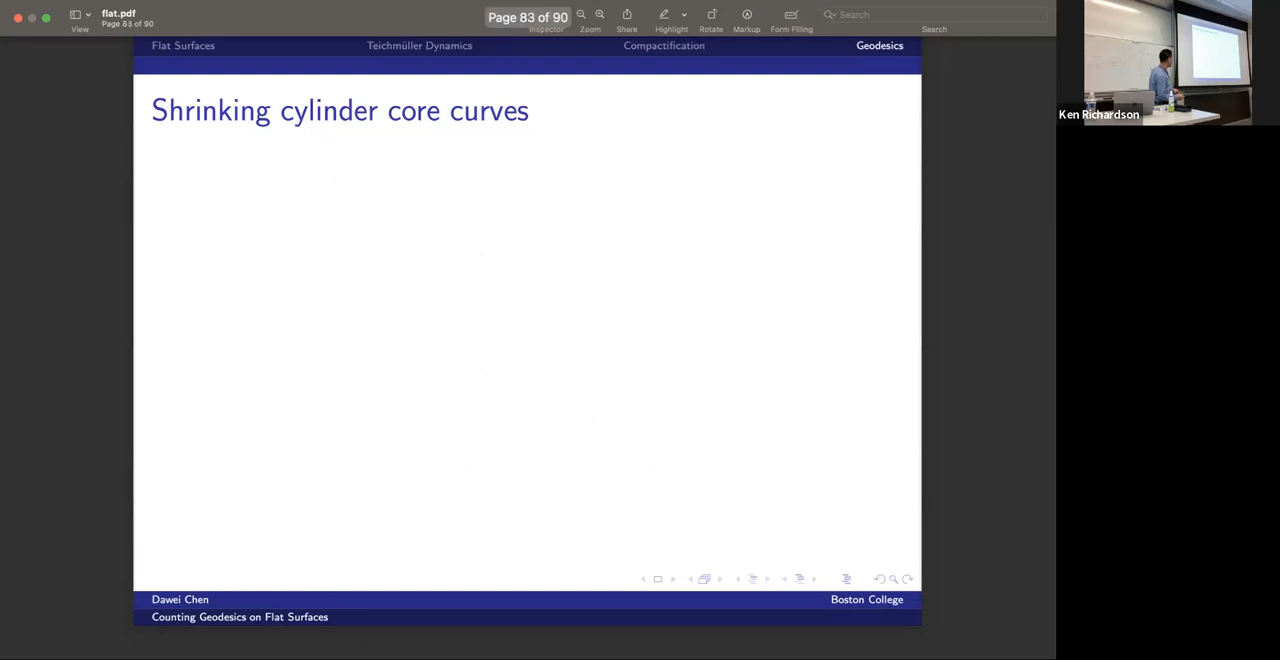 flat.pdf
Page 83 of 90
Page 83 of 90
View
Inspector
Zoom
Share
Highlight
Rotate
Markup
Form Filling
Search
Search
Flat Surfaces
Teichmüller Dynamics
Compactification
Geodesics
Shrinking cylinder core curves
Dawei Chen
Boston College
Counting Geodesics on Flat Surfaces
Ken Richardson